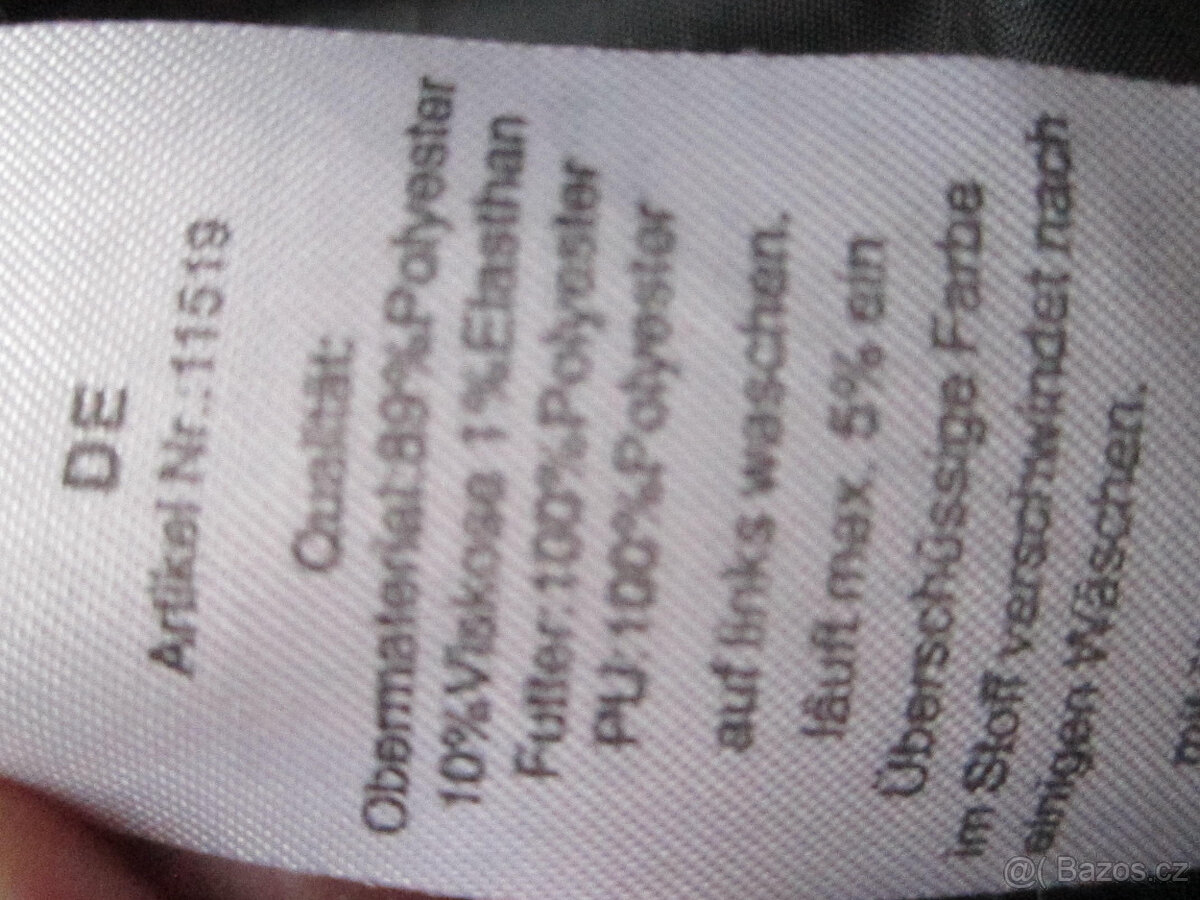 DE
Artikel Nr.:11519
Qualität:
Obermaterial:89%Polyester
10%Viskose 1%Elasthan
Futter:100%Polyester
PU:100%Polyester
auf links waschen.
läuft max. 5% ein
Überschüssige Farbe
im Stoff verschwindet nach
einigen Wäschen.
@( Bazos.cz